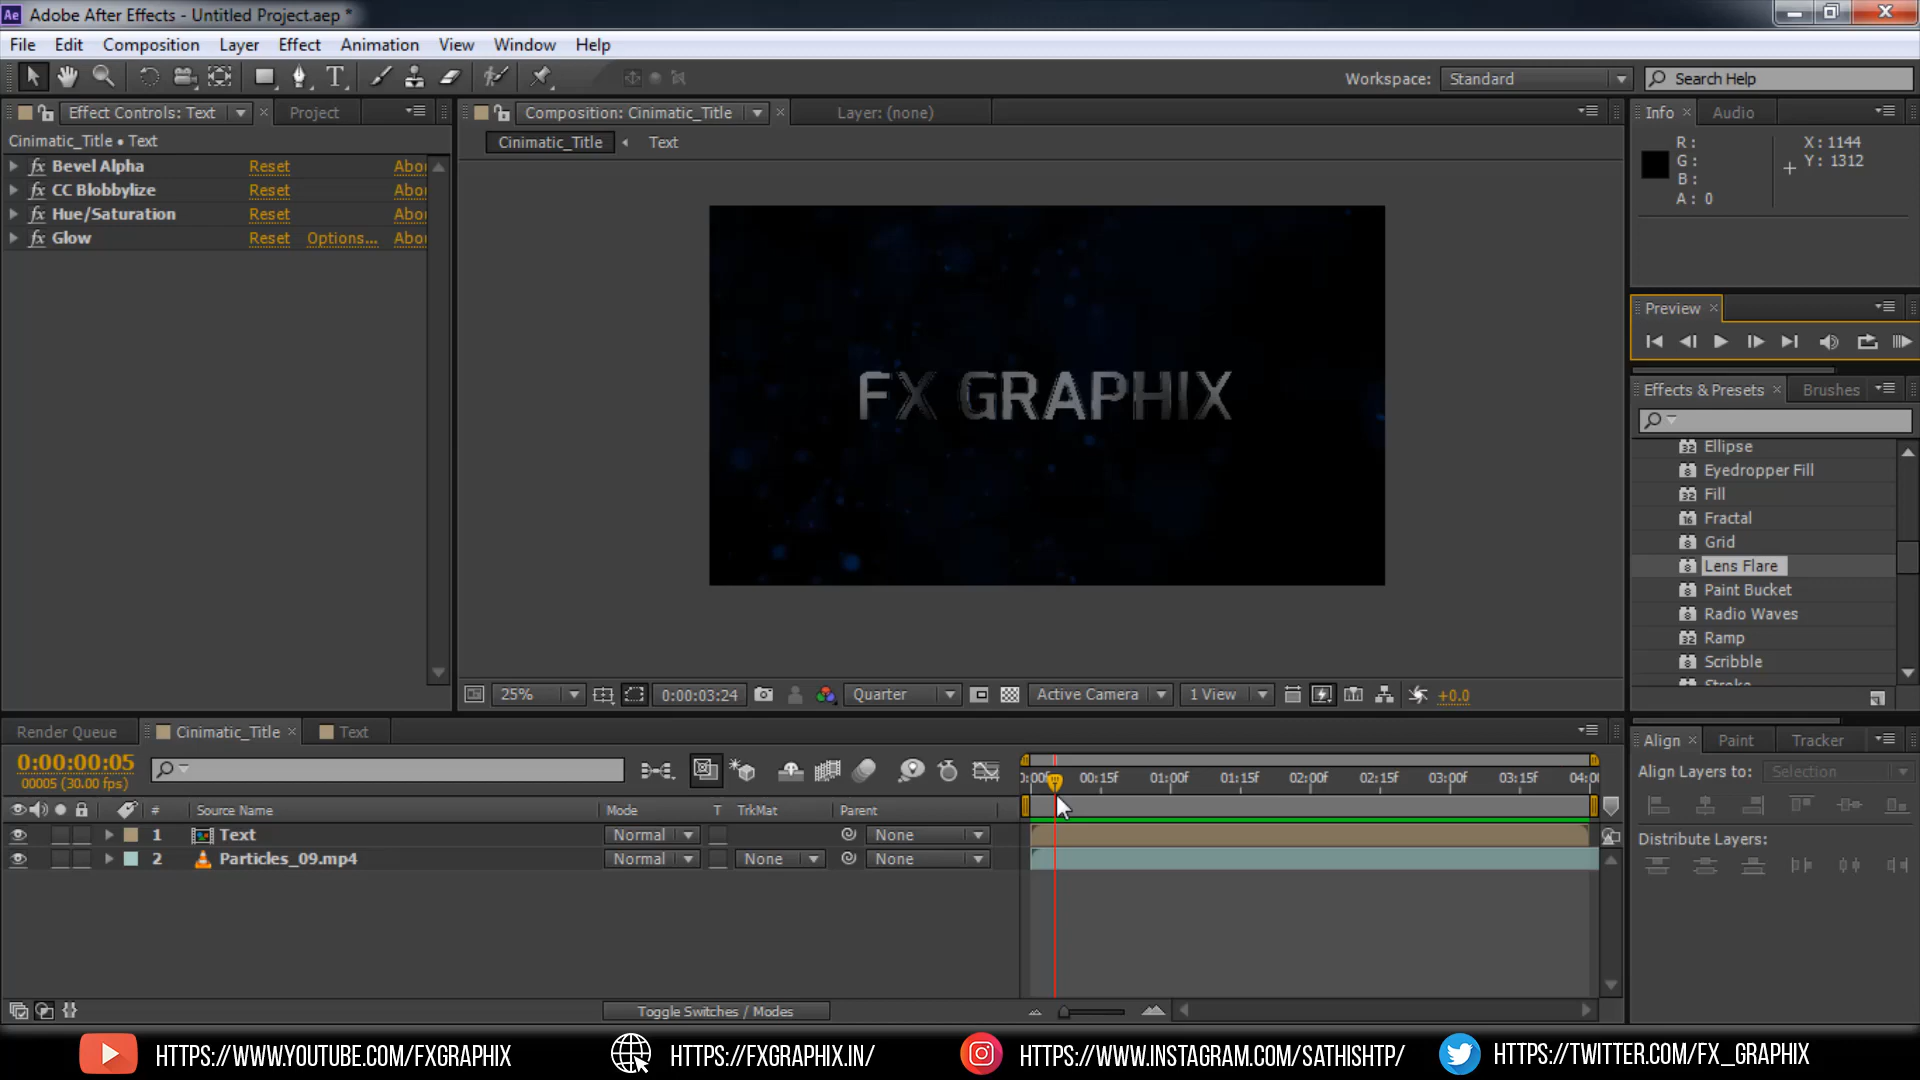 Ae Adobe After Effects - Untitled Project.aep *
File Edit Composition Layer Effect Animation View Window Help
Workspace: Standard Search Help
Effect Controls: Text Project
Composition: Cinimatic_Title Layer: (none)
Info Audio
Cinimatic_Title • Text
Cinimatic_Title Text
fx Bevel Alpha Reset Abou
fx CC Blobbylize Reset Abou
fx Hue/Saturation Reset Abou
fx Glow Reset Options... Abou
R: X: 1144
G: Y: 1312
B:
A: 0
FX GRAPHIX
Preview
Effects & Presets Brushes
Ellipse
Eyedropper Fill
Fill
Fractal
Grid
Lens Flare
Paint Bucket
Radio Waves
Ramp
Scribble
Stroke
25% 0:00:03:24 Quarter Active Camera 1 View +0.0
Render Queue Cinimatic_Title Text
0:00:00:05
00005 (30.00 fps)
0:00f 00:15f 01:00f 01:15f 02:00f 02:15f 03:00f 03:15f 04:0
# Source Name Mode T TrkMat Parent
1 Text Normal None
2 Particles_09.mp4 Normal None None
Toggle Switches / Modes
Align Paint Tracker
Align Layers to: Selection
Distribute Layers:
HTTPS://WWW.YOUTUBE.COM/FXGRAPHIX HTTPS://FXGRAPHIX.IN/ HTTPS://WWW.INSTAGRAM.COM/SATHISHTP/ HTTPS://TWITTER.COM/FX_GRAPHIX